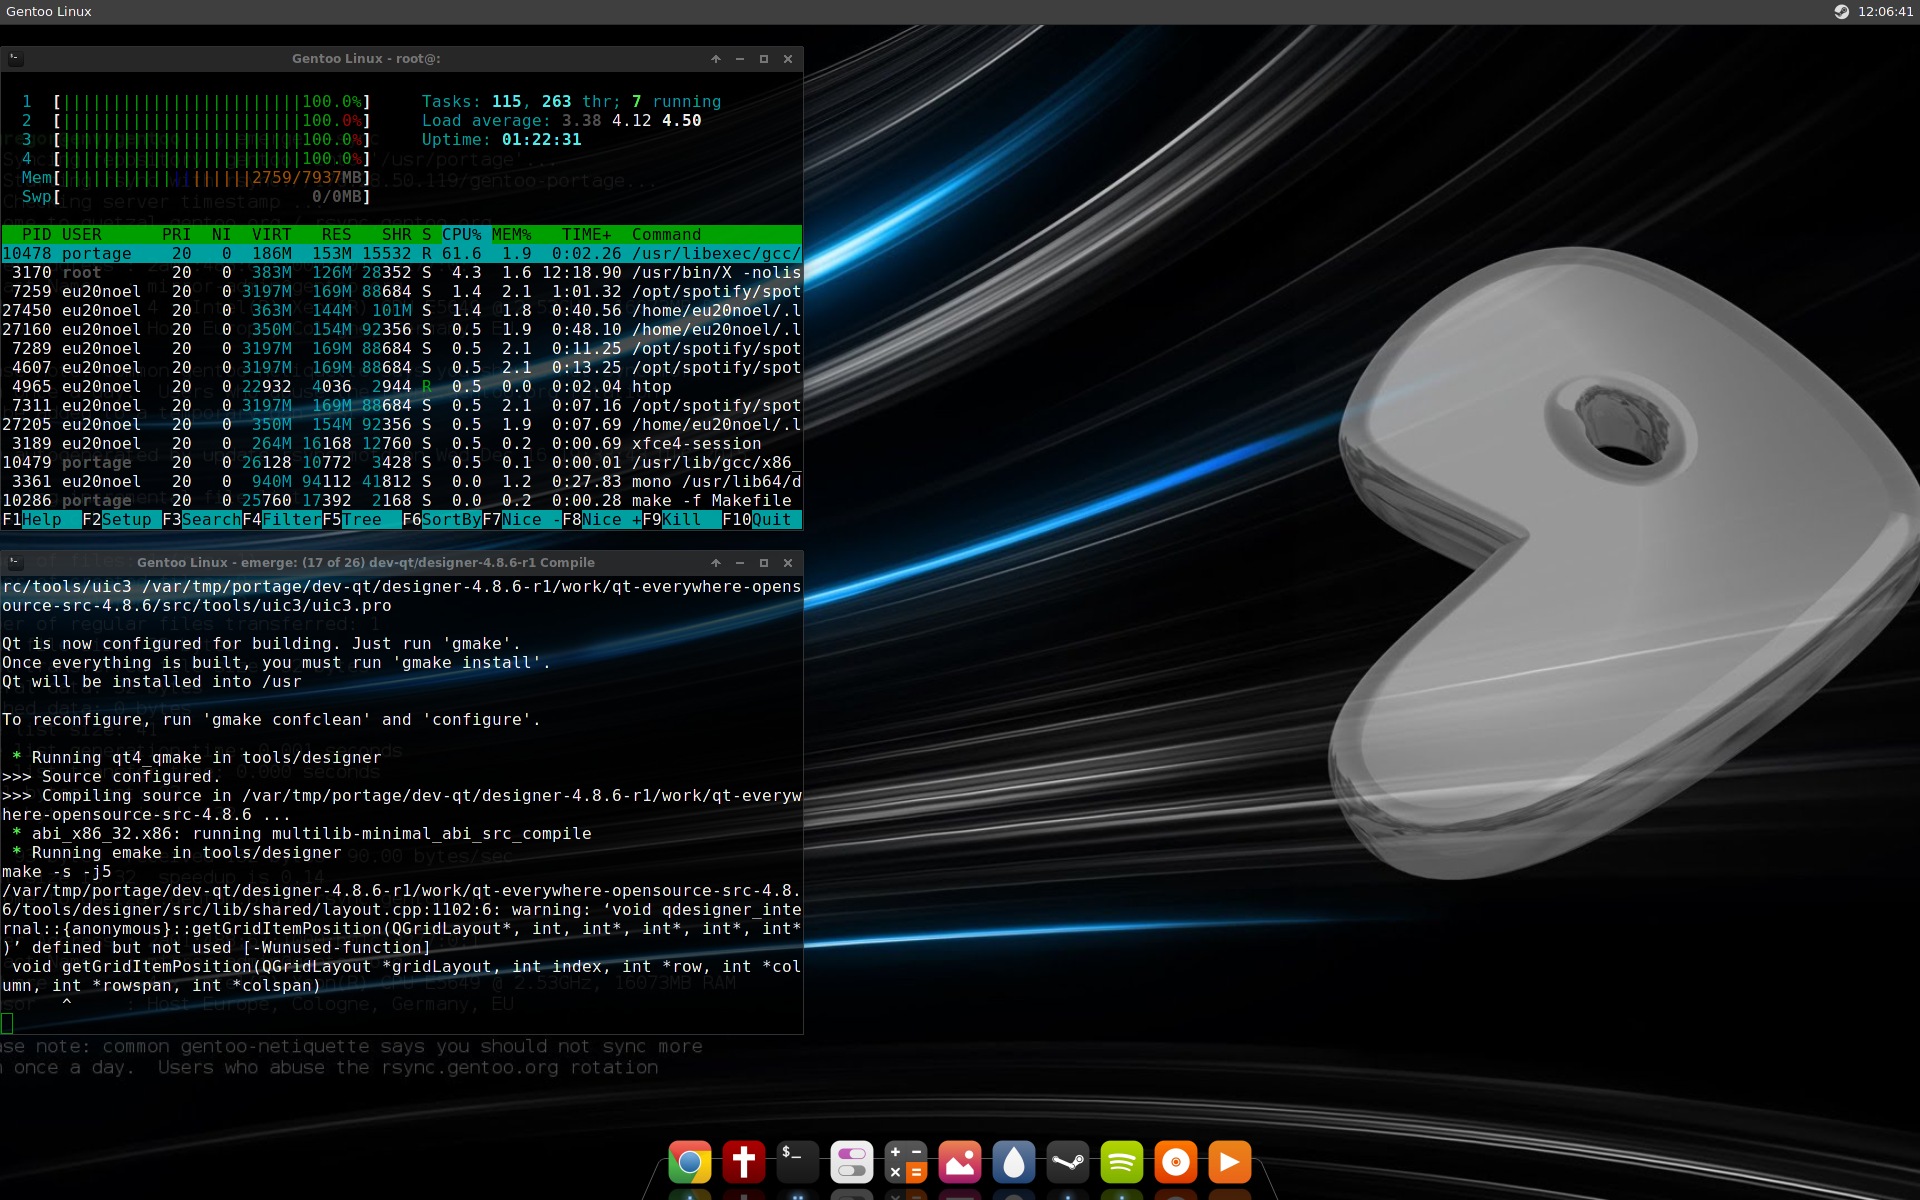 Gentoo Linux
12:06:41
Gentoo Linux - root@:
1 [||||||||||||||||||||||||100.0%] Tasks: 115, 263 thr; 7 running
2 [||||||||||||||||||||||||100.0%] Load average: 3.38 4.12 4.50
3 [||||||||||||||||||||||||100.0%] Uptime: 01:22:31
4 [||||||||||||||||||||||||100.0%]
Mem[|||||||||||||||||||2759/7937MB]
Swp[ 0/0MB]
PID USER PRI NI VIRT RES SHR S CPU% MEM% TIME+ Command
10478 portage 20 0 186M 153M 15532 R 61.6 1.9 0:02.26 /usr/libexec/gcc/
3170 root 20 0 383M 126M 28352 S 4.3 1.6 12:18.90 /usr/bin/X -nolis
7259 eu20noel 20 0 3197M 169M 88684 S 1.4 2.1 1:01.32 /opt/spotify/spot
27450 eu20noel 20 0 363M 144M 101M S 1.4 1.8 0:40.56 /home/eu20noel/.l
27160 eu20noel 20 0 350M 154M 92356 S 0.5 1.9 0:48.10 /home/eu20noel/.l
7289 eu20noel 20 0 3197M 169M 88684 S 0.5 2.1 0:11.25 /opt/spotify/spot
4607 eu20noel 20 0 3197M 169M 88684 S 0.5 2.1 0:13.25 /opt/spotify/spot
4965 eu20noel 20 0 22932 4036 2944 R 0.5 0.0 0:02.04 htop
7311 eu20noel 20 0 3197M 169M 88684 S 0.5 2.1 0:07.16 /opt/spotify/spot
27205 eu20noel 20 0 350M 154M 92356 S 0.5 1.9 0:07.69 /home/eu20noel/.l
3189 eu20noel 20 0 264M 16168 12760 S 0.5 0.2 0:00.69 xfce4-session
10479 portage 20 0 26128 10772 3428 S 0.5 0.1 0:00.01 /usr/lib/gcc/x86_
3361 eu20noel 20 0 940M 94112 41812 S 0.0 1.2 0:27.83 mono /usr/lib64/d
10286 portage 20 0 25760 17392 2168 S 0.0 0.2 0:00.28 make -f Makefile
F1Help F2Setup F3SearchF4FilterF5Tree F6SortByF7Nice -F8Nice +F9Kill F10Quit
Gentoo Linux - emerge: (17 of 26) dev-qt/designer-4.8.6-r1 Compile
rc/tools/uic3 /var/tmp/portage/dev-qt/designer-4.8.6-r1/work/qt-everywhere-opens
ource-src-4.8.6/src/tools/uic3/uic3.pro
Qt is now configured for building. Just run 'gmake'.
Once everything is built, you must run 'gmake install'.
Qt will be installed into /usr
To reconfigure, run 'gmake confclean' and 'configure'.
* Running qt4_qmake in tools/designer
>>> Source configured.
>>> Compiling source in /var/tmp/portage/dev-qt/designer-4.8.6-r1/work/qt-everyw
here-opensource-src-4.8.6 ...
* abi_x86_32.x86: running multilib-minimal_abi_src_compile
* Running emake in tools/designer
make -s -j5
/var/tmp/portage/dev-qt/designer-4.8.6-r1/work/qt-everywhere-opensource-src-4.8.
6/tools/designer/src/lib/shared/layout.cpp:1102:6: warning: ‘void qdesigner_inte
rnal::{anonymous}::getGridItemPosition(QGridLayout*, int, int*, int*, int*, int*
)’ defined but not used [-Wunused-function]
void getGridItemPosition(QGridLayout *gridLayout, int index, int *row, int *col
umn, int *rowspan, int *colspan)
^
ase note: common gentoo-netiquette says you should not sync more
once a day. Users who abuse the rsync.gentoo.org rotation
$_